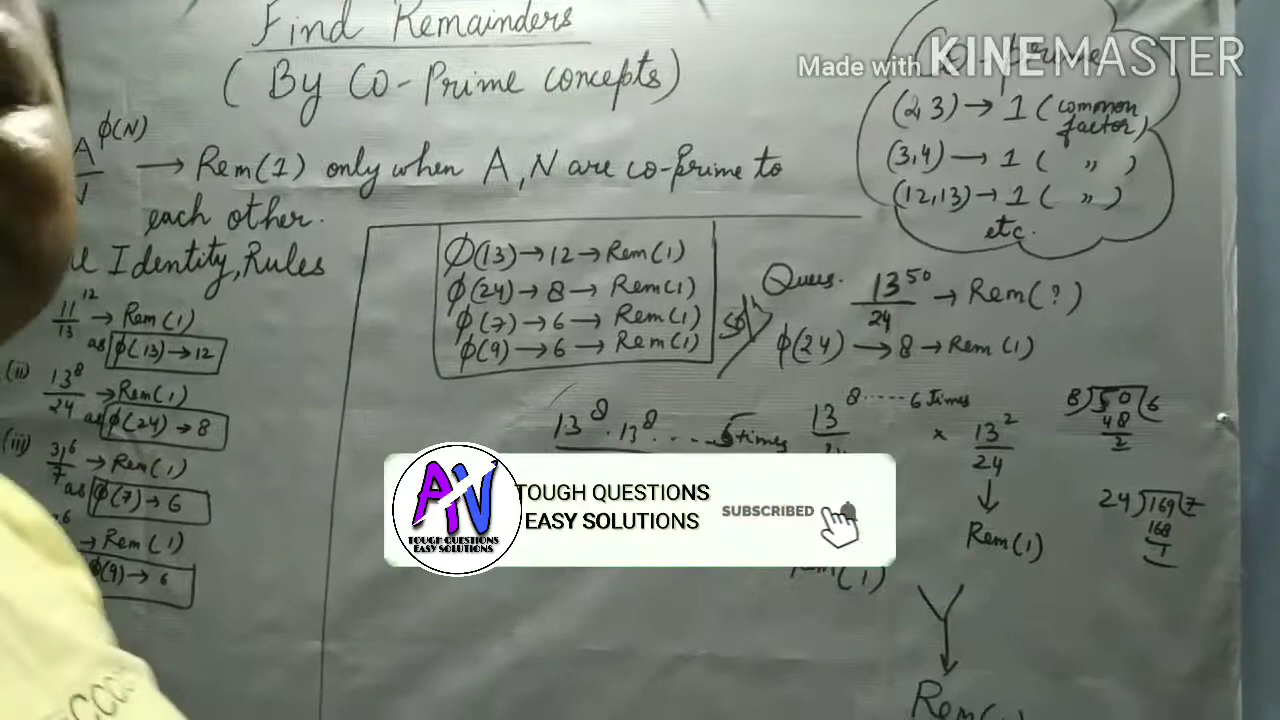 Find Remainders
(By Co-Prime concepts)
Made with KINEMASTER
(2,3) → 1 (common factor)
(3,4) → 1 ( " )
(12,13) → 1 ( " )
etc.
A^φ(N) → Rem(1) only when A, N are co-prime to
each other.
Identity, Rules
11^12/13 → Rem(1)
as φ(13) → 12
(ii) 13^8/24 → Rem(1)
as φ(24) → 8
(iii) 31^6/7 → Rem(1)
as φ(7) → 6
→ Rem(1)
φ(9) → 6
φ(13) → 12 → Rem(1)
φ(24) → 8 → Rem(1)
φ(7) → 6 → Rem(1)
φ(9) → 6 → Rem(1)
Ques. 13^50/24 → Rem(?)
φ(24) → 8 → Rem(1)
13^8 . 13^8 .... 6 times
13^8 ..... 6 times
× 13^2/24
Rem(1)
8) 50 (6
48
2
24) 169 (7
168
1
Rem(1)
Rem(
AN
TOUGH QUESTIONS
EASY SOLUTIONS
TOUGH QUESTIONS
EASY SOLUTIONS
SUBSCRIBED